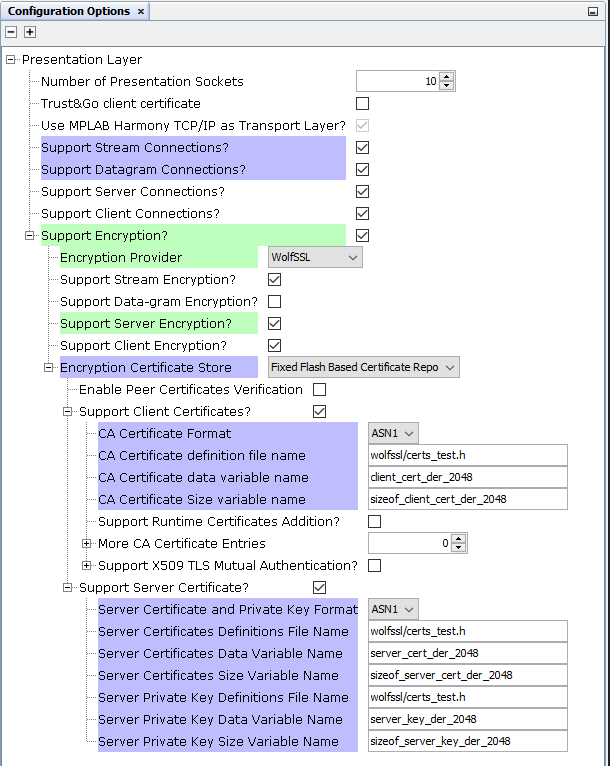 Configuration Options ×
Presentation Layer
Number of Presentation Sockets 10
Trust&Go client certificate
Use MPLAB Harmony TCP/IP as Transport Layer?
Support Stream Connections?
Support Datagram Connections?
Support Server Connections?
Support Client Connections?
Support Encryption?
Encryption Provider WolfSSL
Support Stream Encryption?
Support Data-gram Encryption?
Support Server Encryption?
Support Client Encryption?
Encryption Certificate Store Fixed Flash Based Certificate Repo
Enable Peer Certificates Verification
Support Client Certificates?
CA Certificate Format ASN1
CA Certificate definition file name wolfssl/certs_test.h
CA Certificate data variable name client_cert_der_2048
CA Certificate Size variable name sizeof_client_cert_der_2048
Support Runtime Certificates Addition?
More CA Certificate Entries 0
Support X509 TLS Mutual Authentication?
Support Server Certificate?
Server Certificate and Private Key Format ASN1
Server Certificates Definitions File Name wolfssl/certs_test.h
Server Certificates Data Variable Name server_cert_der_2048
Server Certificates Size Variable Name sizeof_server_cert_der_2048
Server Private Key Definitions File Name wolfssl/certs_test.h
Server Private Key Data Variable Name server_key_der_2048
Server Private Key Size Variable Name sizeof_server_key_der_2048